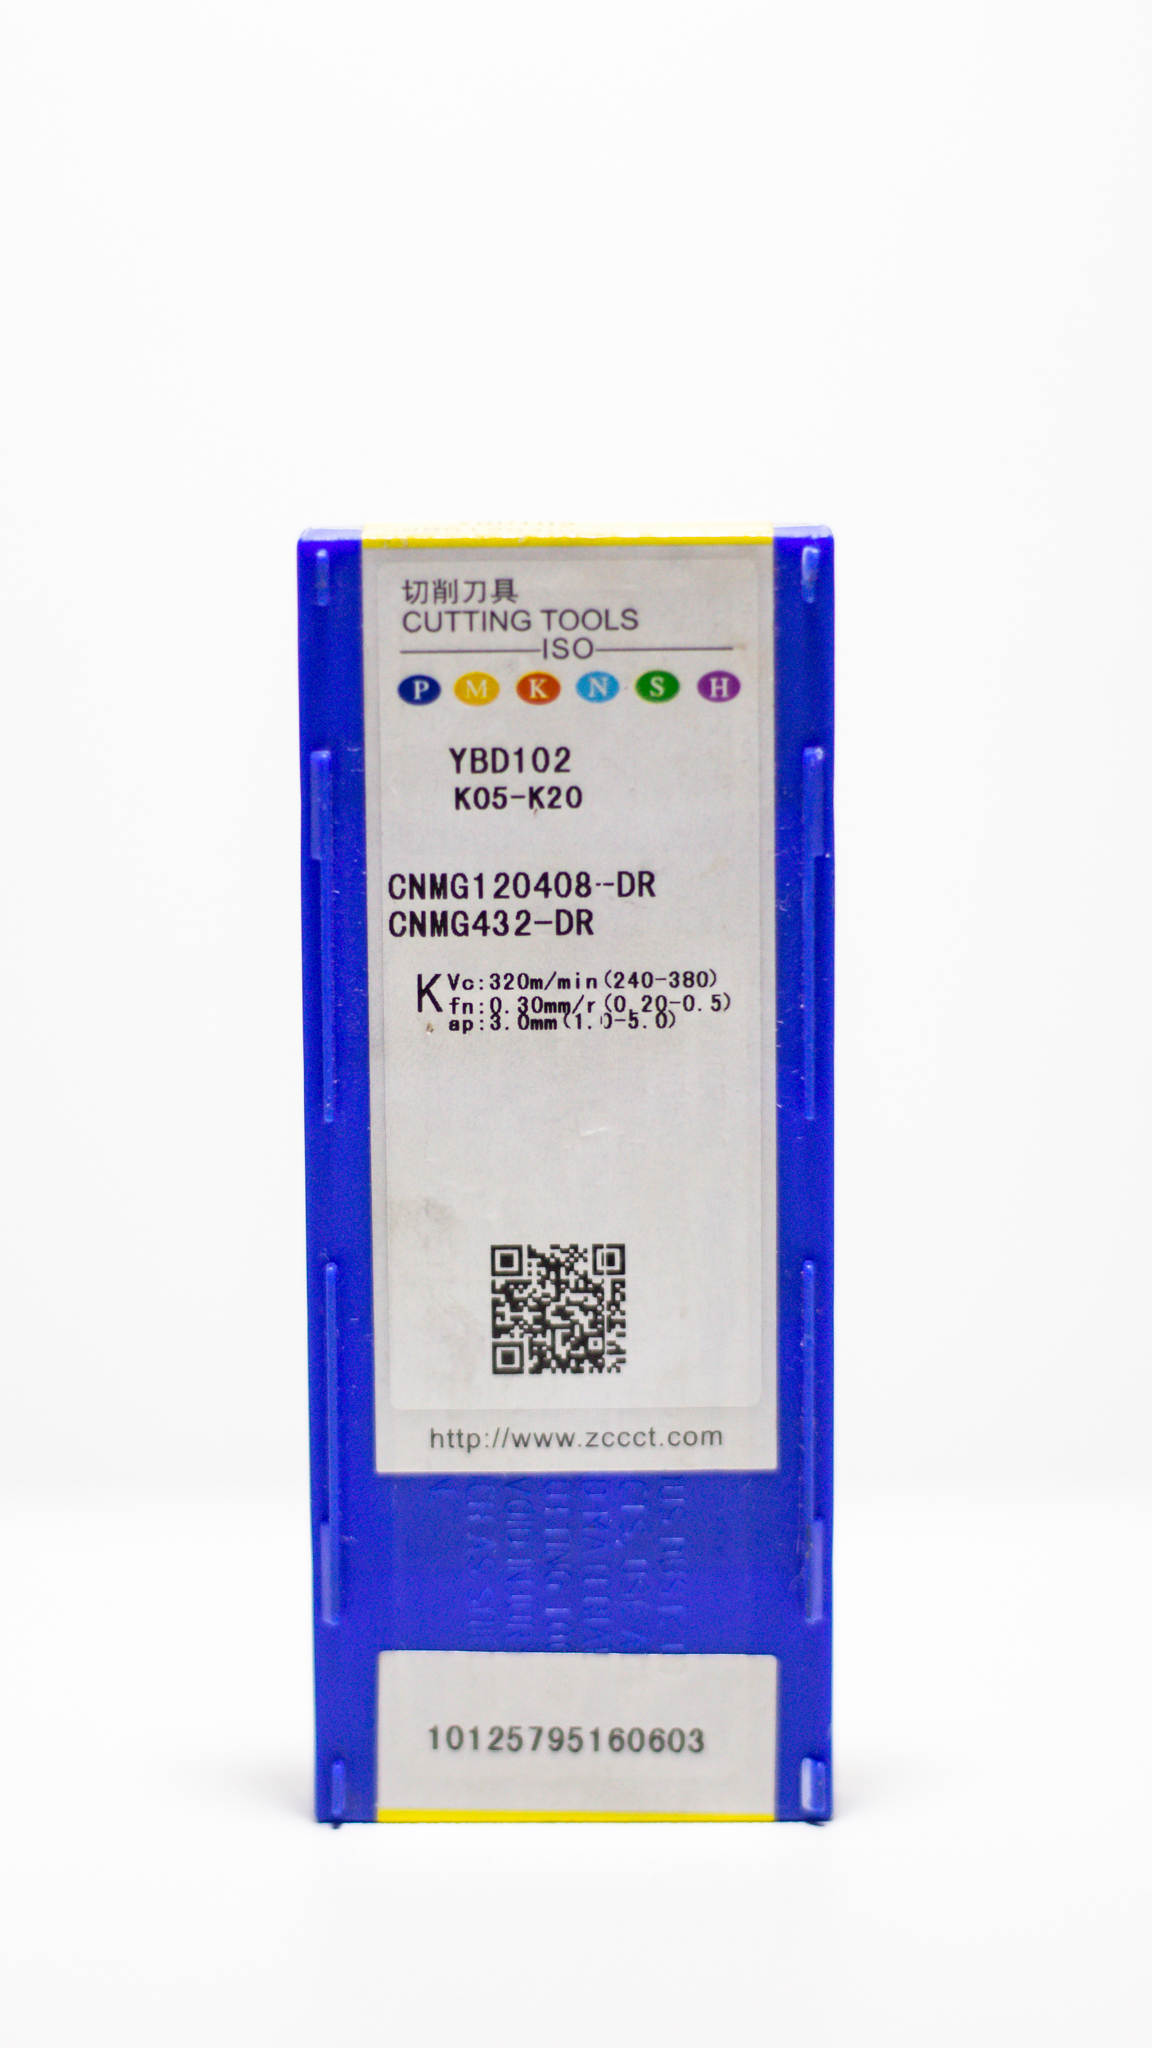 切削刀具
CUTTING TOOLS
ISO
P M K N S H
YBD102
K05-K20
CNMG120408-DR
CNMG432-DR
K Vc:320m/min(240-380)
fn:0.30mm/r(0.20-0.5)
ap:3.0mm(1.0-5.0)
http://www.zccct.com
10125795160603